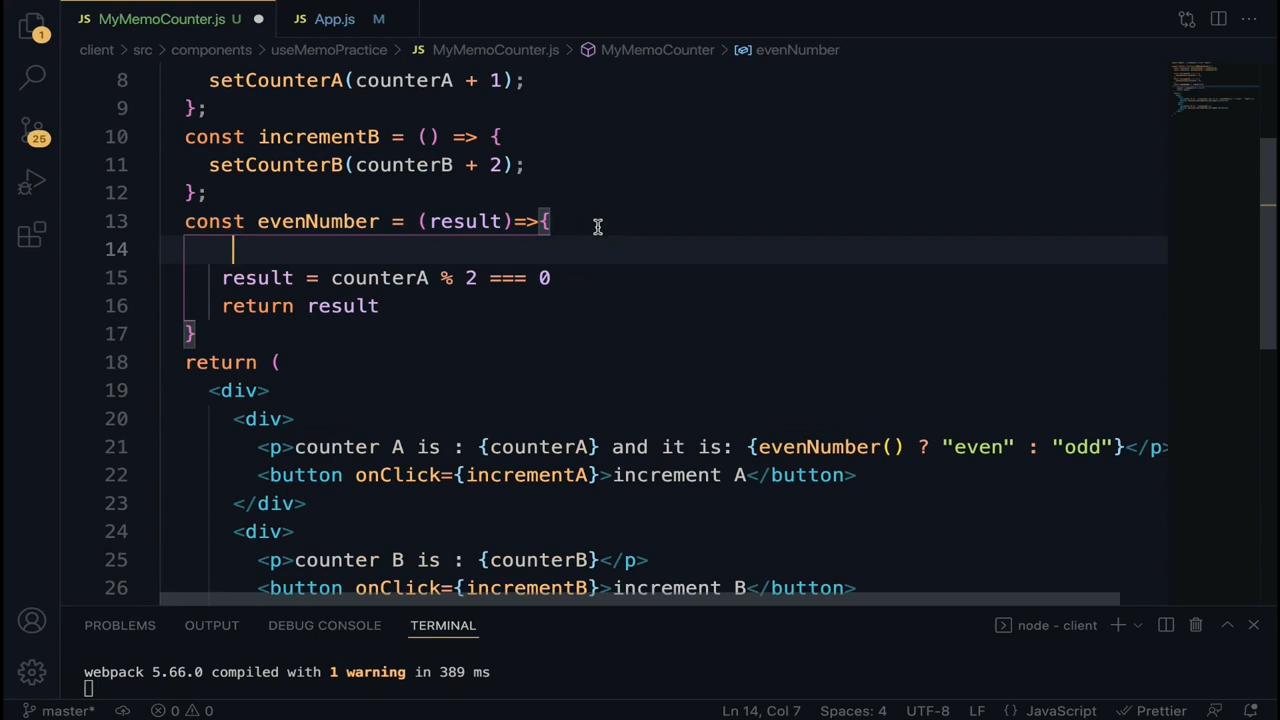 JS MyMemoCounter.js U JS App.js M
client > src > components > useMemoPractice > JS MyMemoCounter.js > MyMemoCounter > evenNumber
1
8 setCounterA(counterA + 1);
9 };
10 const incrementB = () => {
25
11 setCounterB(counterB + 2);
12 };
13 const evenNumber = (result)=>{
14
15 result = counterA % 2 === 0
16 return result
17 }
18 return (
19 <div>
20 <div>
21 <p>counter A is : {counterA} and it is: {evenNumber() ? "even" : "odd"}</p>
22 <button onClick={incrementA}>increment A</button>
23 </div>
24 <div>
25 <p>counter B is : {counterB}</p>
26 <button onClick={incrementB}>increment B</button>
PROBLEMS OUTPUT DEBUG CONSOLE TERMINAL node - client
webpack 5.66.0 compiled with 1 warning in 389 ms
master* 0 0 Ln 14, Col 7 Spaces: 4 UTF-8 LF {} JavaScript Prettier